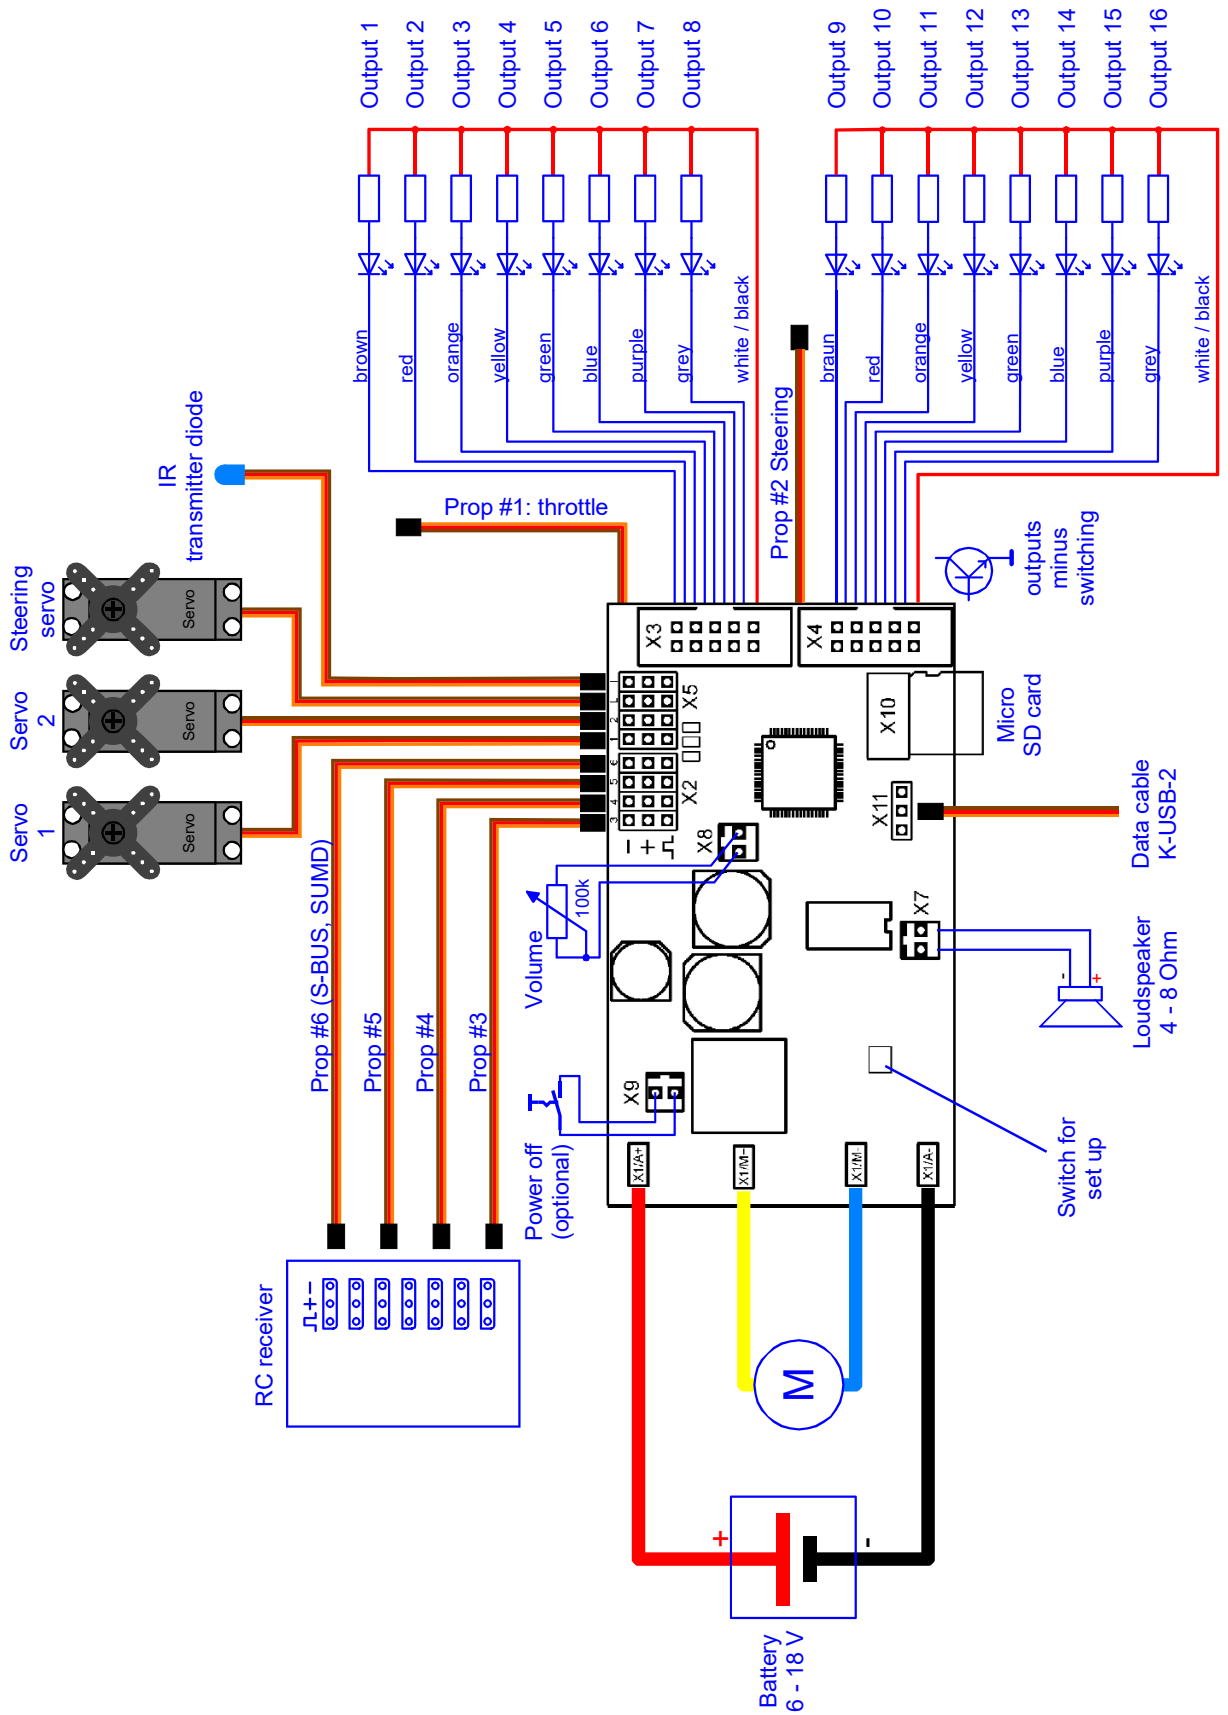 Output 1
Output 2
Output 3
Output 4
Output 5
Output 6
Output 7
Output 8
Output 9
Output 10
Output 11
Output 12
Output 13
Output 14
Output 15
Output 16
brown
red
orange
yellow
green
blue
purple
grey
white / black
braun
red
orange
yellow
green
blue
purple
grey
white / black
IR
transmitter diode
Steering
servo
Servo
2
Servo
1
Servo
Servo
Servo
Prop #1: throttle
Prop #2 Steering
outputs
minus
switching
X3
X4
X5
1
2
L
I
X2
3
4
5
6
- +
X10
Micro
SD card
X11
Data cable
K-USB-2
X8
100k
Volume
X7
- +
Loudspeaker
4 - 8 Ohm
Prop #6 (S-BUS, SUMD)
Prop #5
Prop #4
Prop #3
X9
Power off
(optional)
Switch for
set up
X1/A+
X1/M+
X1/M-
X1/A-
RC receiver
+ -
M
+
-
Battery
6 - 18 V